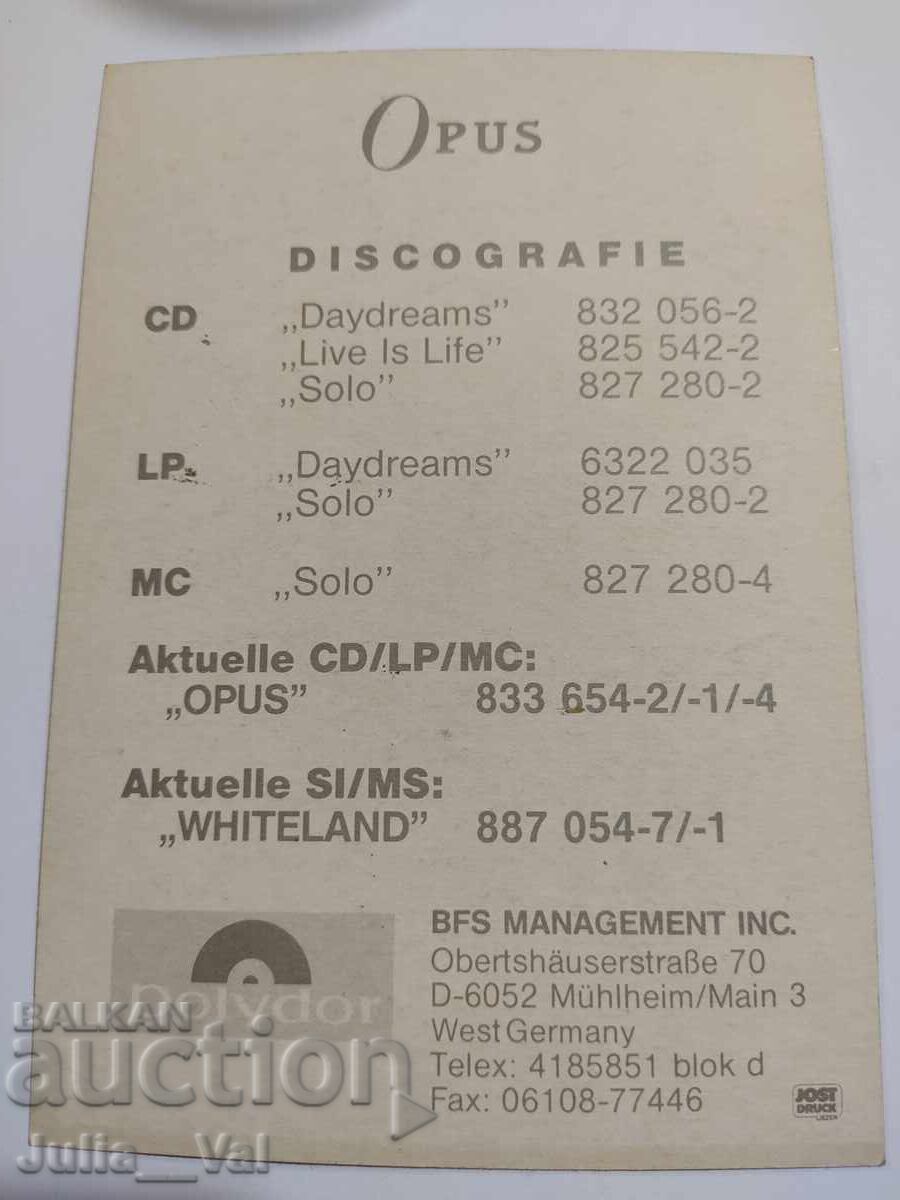 OPUS
DISCOGRAFIE
CD „Daydreams” 832 056-2
„Live Is Life” 825 542-2
„Solo” 827 280-2
LP „Daydreams” 6322 035
„Solo” 827 280-2
MC „Solo” 827 280-4
Aktuelle CD/LP/MC:
„OPUS” 833 654-2/-1/-4
Aktuelle SI/MS:
„WHITELAND” 887 054-7/-1
Polydor
BFS MANAGEMENT INC.
Obertshäuserstraße 70
D-6052 Mühlheim/Main 3
West Germany
Telex: 4185851 blok d
Fax: 06108-77446
JOST
DRUCK
LIEZEN
BALKAN
auction
Julia__Val